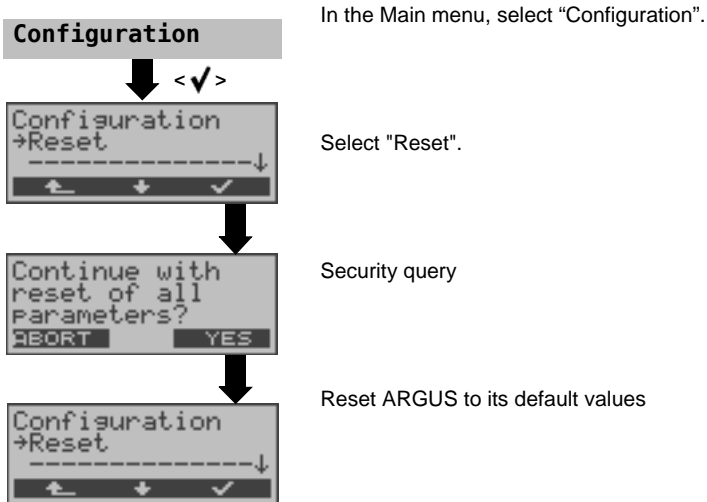 In the Main menu, select “Configuration”.
Configuration
<✓>
Configuration
→Reset
---------------↓
Select "Reset".
Continue with
reset of all
parameters?
ABORT YES
Security query
Reset ARGUS to its default values
Configuration
→Reset
---------------↓